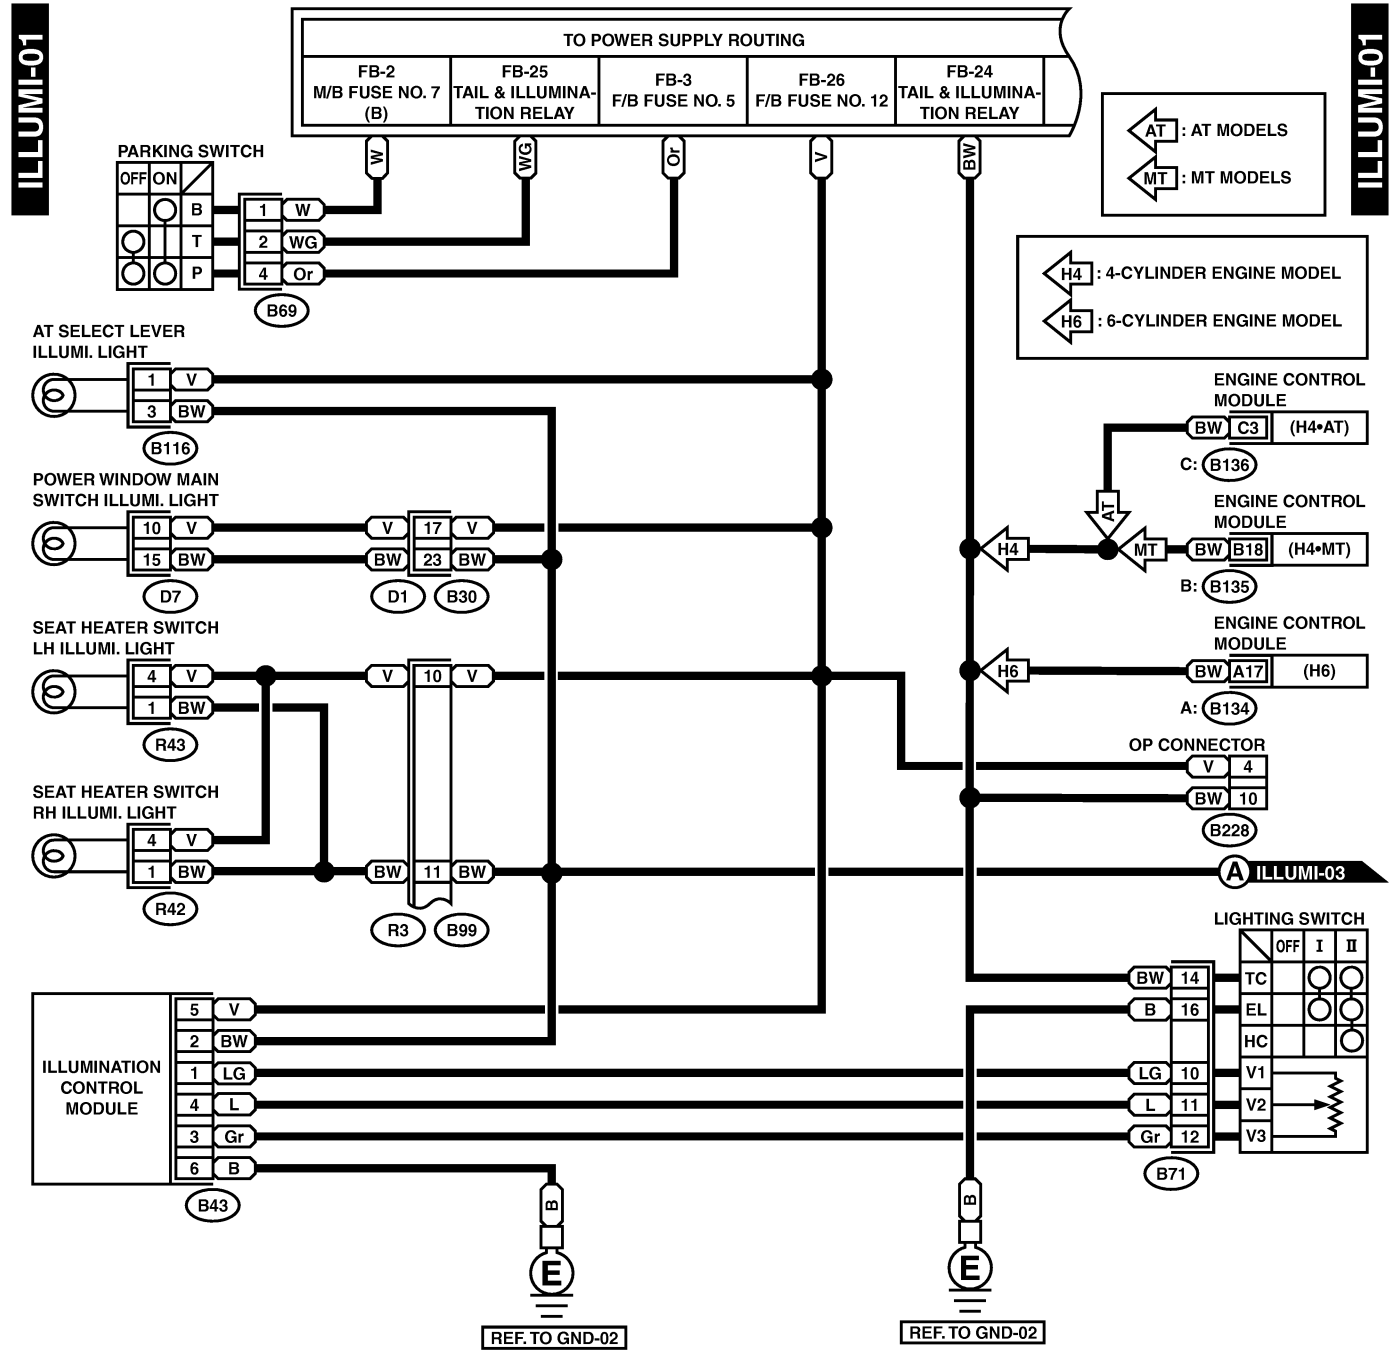 ILLUMI-01
ILLUMI-01
TO POWER SUPPLY ROUTING
FB-2
M/B FUSE NO. 7
(B)
FB-25
TAIL & ILLUMINA-
TION RELAY
FB-3
F/B FUSE NO. 5
FB-26
F/B FUSE NO. 12
FB-24
TAIL & ILLUMINA-
TION RELAY
W
WG
Or
V
BW
AT : AT MODELS
MT : MT MODELS
H4 : 4-CYLINDER ENGINE MODEL
H6 : 6-CYLINDER ENGINE MODEL
PARKING SWITCH
OFF ON
B 1 W
T 2 WG
P 4 Or
B69
AT SELECT LEVER
ILLUMI. LIGHT
1 V
3 BW
B116
POWER WINDOW MAIN
SWITCH ILLUMI. LIGHT
10 V V 17 V
15 BW BW 23 BW
D7 D1 B30
SEAT HEATER SWITCH
LH ILLUMI. LIGHT
4 V V 10 V
1 BW
R43
SEAT HEATER SWITCH
RH ILLUMI. LIGHT
4 V
1 BW BW 11 BW
R42 R3 B99
ENGINE CONTROL
MODULE
BW C3 (H4•AT)
C: B136
AT
ENGINE CONTROL
MODULE
H4 MT BW B18 (H4•MT)
B: B135
ENGINE CONTROL
MODULE
H6 BW A17 (H6)
A: B134
OP CONNECTOR
V 4
BW 10
B228
A ILLUMI-03
LIGHTING SWITCH
OFF I II
BW 14 TC
B 16 EL
HC
LG 10 V1
L 11 V2
Gr 12 V3
B71
ILLUMINATION
CONTROL
MODULE
5 V
2 BW
1 LG
4 L
3 Gr
6 B
B43
B
E
REF. TO GND-02
B
E
REF. TO GND-02